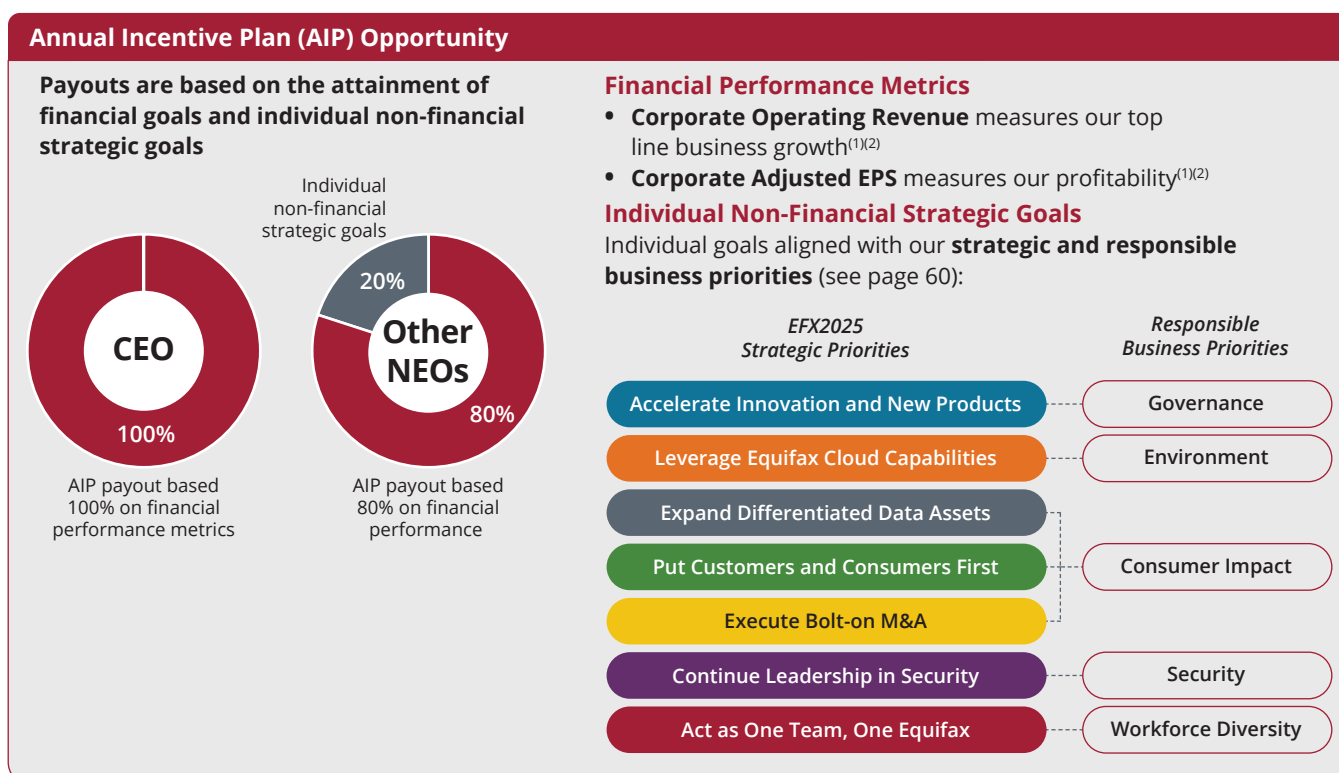 Annual Incentive Plan (AIP) Opportunity
Payouts are based on the attainment of
financial goals and individual non-financial
strategic goals
Individual
non-financial
strategic goals
CEO
100%
AIP payout based
100% on financial
performance metrics
20%
Other
NEOs
80%
AIP payout based
80% on financial
performance
Financial Performance Metrics
• Corporate Operating Revenue measures our top
line business growth(1)(2)
• Corporate Adjusted EPS measures our profitability(1)(2)
Individual Non-Financial Strategic Goals
Individual goals aligned with our strategic and responsible
business priorities (see page 60):
EFX2025
Strategic Priorities
Responsible
Business Priorities
Accelerate Innovation and New Products
Governance
Leverage Equifax Cloud Capabilities
Environment
Expand Differentiated Data Assets
Put Customers and Consumers First
Consumer Impact
Execute Bolt-on M&A
Continue Leadership in Security
Security
Act as One Team, One Equifax
Workforce Diversity